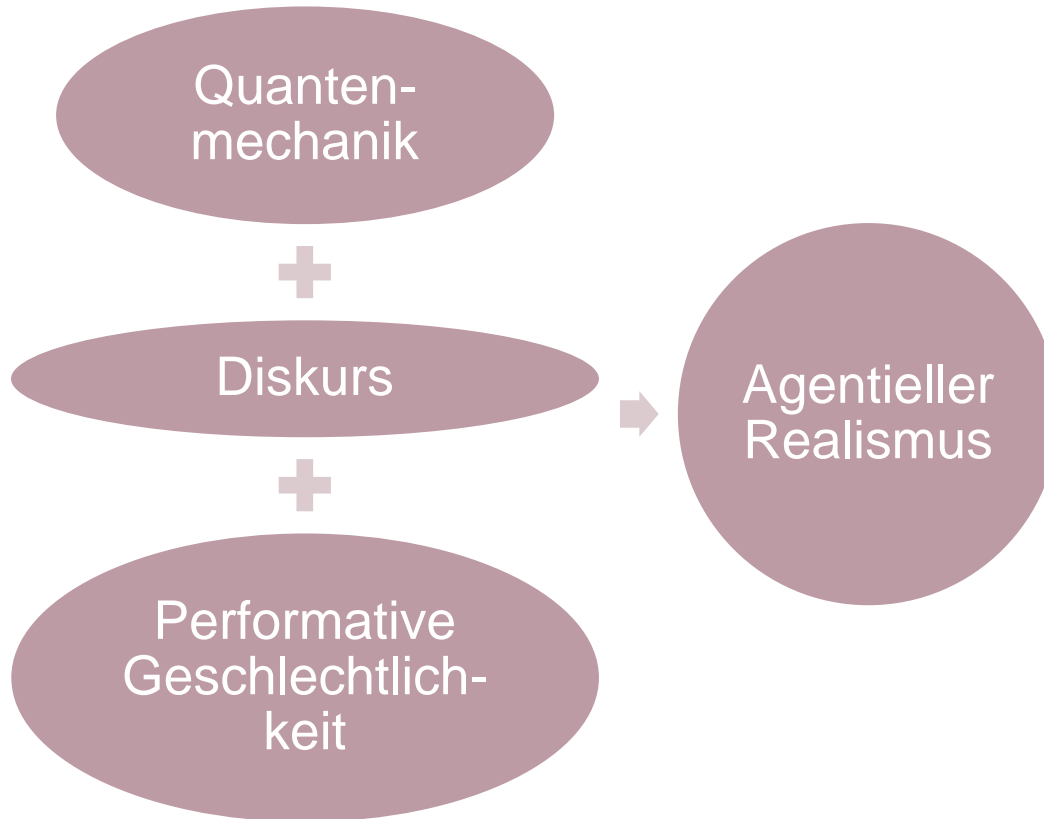 Quanten-
mechanik
Diskurs
Performative
Geschlechtlich-
keit
Agentieller
Realismus